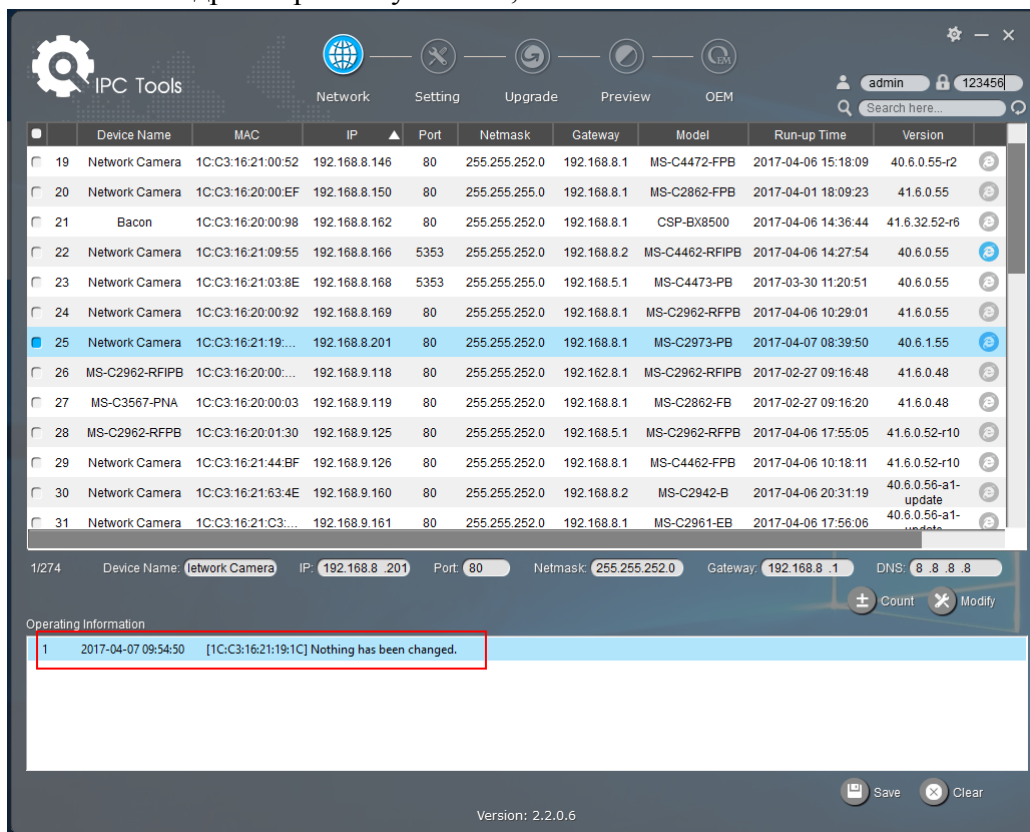 IPC Tools
Network Setting Upgrade Preview OEM
admin 123456
Search here...
Device Name MAC IP Port Netmask Gateway Model Run-up Time Version
19 Network Camera 1C:C3:16:21:00:52 192.168.8.146 80 255.255.252.0 192.168.8.1 MS-C4472-FPB 2017-04-06 15:18:09 40.6.0.55-r2
20 Network Camera 1C:C3:16:20:00:EF 192.168.8.150 80 255.255.252.0 192.168.8.1 MS-C2862-FPB 2017-04-01 18:09:23 41.6.0.55
21 Bacon 1C:C3:16:20:00:98 192.168.8.162 80 255.255.252.0 192.168.8.1 CSP-BX8500 2017-04-06 14:36:44 41.6.32.52-r6
22 Network Camera 1C:C3:16:21:09:55 192.168.8.166 5353 255.255.252.0 192.168.8.2 MS-C4462-RFIPB 2017-04-06 14:27:54 40.6.0.55
23 Network Camera 1C:C3:16:21:03:8E 192.168.8.168 5353 255.255.255.0 192.168.5.1 MS-C4473-PB 2017-03-30 11:20:51 40.6.0.55
24 Network Camera 1C:C3:16:20:00:92 192.168.8.169 80 255.255.252.0 192.168.8.1 MS-C2962-RFPB 2017-04-06 10:29:01 41.6.0.55
25 Network Camera 1C:C3:16:21:19:... 192.168.8.201 80 255.255.252.0 192.168.8.1 MS-C2973-PB 2017-04-07 08:39:50 40.6.1.55
26 MS-C2962-RFIPB 1C:C3:16:20:00:... 192.168.9.118 80 255.255.252.0 192.162.8.1 MS-C2962-RFIPB 2017-02-27 09:16:48 41.6.0.48
27 MS-C3567-PNA 1C:C3:16:20:00:03 192.168.9.119 80 255.255.252.0 192.168.8.1 MS-C2862-FB 2017-02-27 09:16:20 41.6.0.48
28 MS-C2962-RFPB 1C:C3:16:20:01:30 192.168.9.125 80 255.255.252.0 192.168.5.1 MS-C2962-RFPB 2017-04-06 17:55:05 41.6.0.52-r10
29 Network Camera 1C:C3:16:21:44:BF 192.168.9.126 80 255.255.252.0 192.168.8.1 MS-C4462-FPB 2017-04-06 10:18:11 41.6.0.52-r10
30 Network Camera 1C:C3:16:21:63:4E 192.168.9.160 80 255.255.252.0 192.168.8.2 MS-C2942-B 2017-04-06 20:31:19 40.6.0.56-a1-update
31 Network Camera 1C:C3:16:21:C3:... 192.168.9.161 80 255.255.252.0 192.168.8.1 MS-C2961-EB 2017-04-06 17:56:06 40.6.0.56-a1-
1/274 Device Name: letwork Camera IP: 192.168.8 .201 Port: 80 Netmask: 255.255.252.0 Gateway: 192.168.8 .1 DNS: 8 .8 .8 .8
Count Modify
Operating Information
1 2017-04-07 09:54:50 [1C:C3:16:21:19:1C] Nothing has been changed.
Save Clear
Version: 2.2.0.6